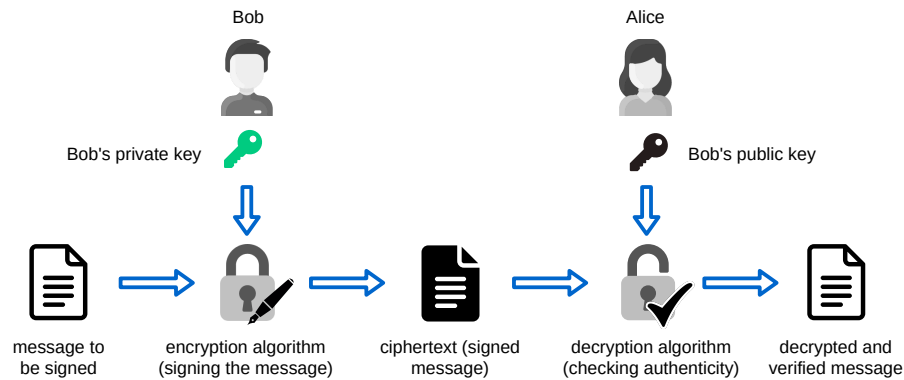 Bob
Alice
Bob's private key
Bob's public key
message to
be signed
encryption algorithm
(signing the message)
ciphertext (signed
message)
decryption algorithm
(checking authenticity)
decrypted and
verified message